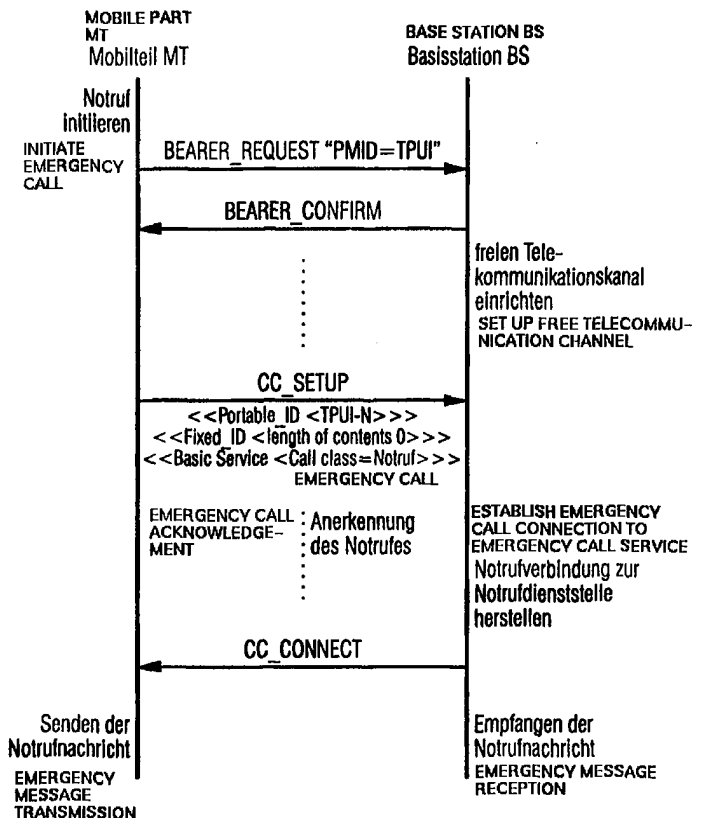 MOBILE PART
MT
Mobilteil MT
BASE STATION BS
Basisstation BS
Notruf
initiieren
INITIATE
EMERGENCY
CALL
BEARER_REQUEST "PMID=TPUI"
BEARER_CONFIRM
freien Tele-
kommunikationskanal
einrichten
SET UP FREE TELECOMMU-
NICATION CHANNEL
CC_SETUP
<<Portable_ID <TPUI-N>>>
<<Fixed_ID <length of contents 0>>>
<<Basic Service <Call class=Notruf>>>
EMERGENCY CALL
EMERGENCY CALL
ACKNOWLEDGE-
MENT
Anerkennung
des Notrufes
ESTABLISH EMERGENCY
CALL CONNECTION TO
EMERGENCY CALL SERVICE
Notrufverbindung zur
Notrufdienststelle
herstellen
CC_CONNECT
Senden der
Notrufnachricht
EMERGENCY
MESSAGE
TRANSMISSION
Empfangen der
Notrufnachricht
EMERGENCY MESSAGE
RECEPTION